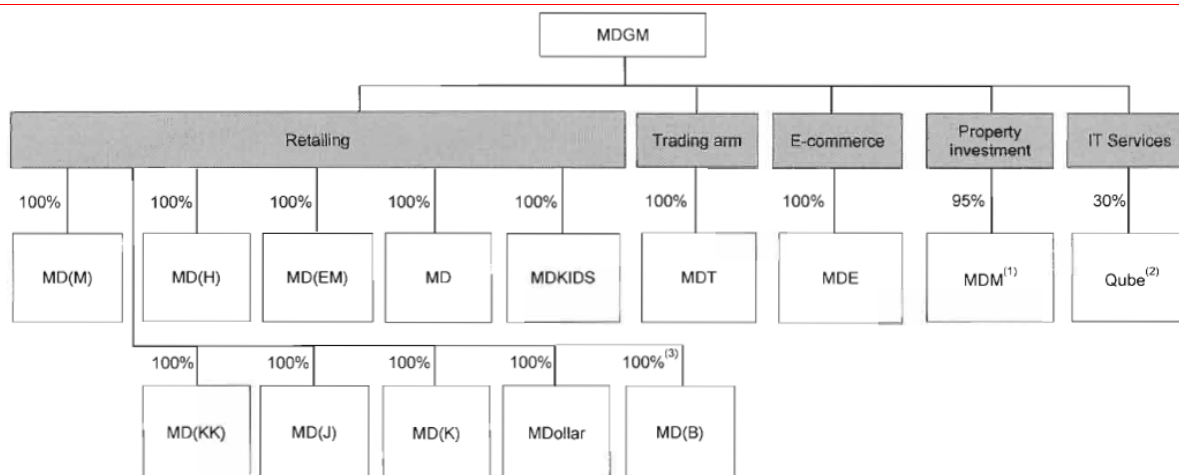 MDGM
Retailing
Trading arm
E-commerce
Property
investment
IT Services
100%
100%
100%
100%
100%
100%
100%
95%
30%
MD(M)
MD(H)
MD(EM)
MD
MDKIDS
MDT
MDE
MDM(1)
Qube(2)
100%
100%
100%
100%
100%(3)
MD(KK)
MD(J)
MD(K)
MDollar
MD(B)